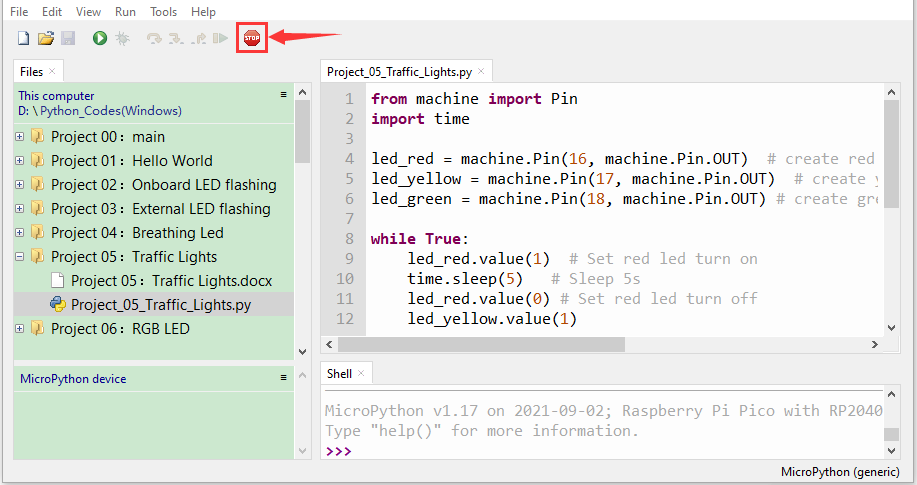 File Edit View Run Tools Help
STOP
Files
This computer
D: \Python_Codes(Windows)
Project 00：main
Project 01：Hello World
Project 02：Onboard LED flashing
Project 03：External LED flashing
Project 04：Breathing Led
Project 05：Traffic Lights
Project 05：Traffic Lights.docx
Project_05_Traffic_Lights.py
Project 06：RGB LED
MicroPython device
Project_05_Traffic_Lights.py
1 from machine import Pin
2 import time
3
4 led_red = machine.Pin(16, machine.Pin.OUT)  # create red
5 led_yellow = machine.Pin(17, machine.Pin.OUT)  # create y
6 led_green = machine.Pin(18, machine.Pin.OUT) # create gre
7
8 while True:
9     led_red.value(1)  # Set red led turn on
10     time.sleep(5)   # Sleep 5s
11     led_red.value(0) # Set red led turn off
12     led_yellow.value(1)
Shell
MicroPython v1.17 on 2021-09-02; Raspberry Pi Pico with RP2040
Type "help()" for more information.
>>>
MicroPython (generic)